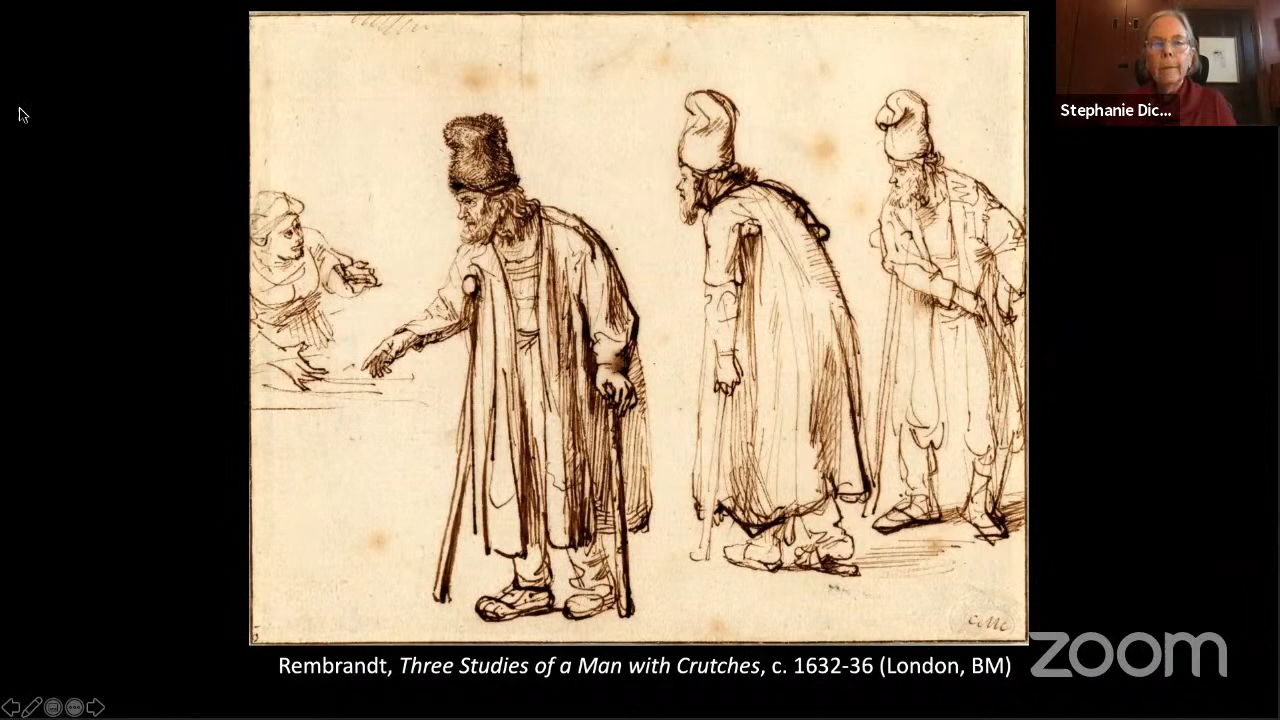 Stephanie Dic...
Rembrandt, Three Studies of a Man with Crutches, c. 1632-36 (London, BM)
zoom